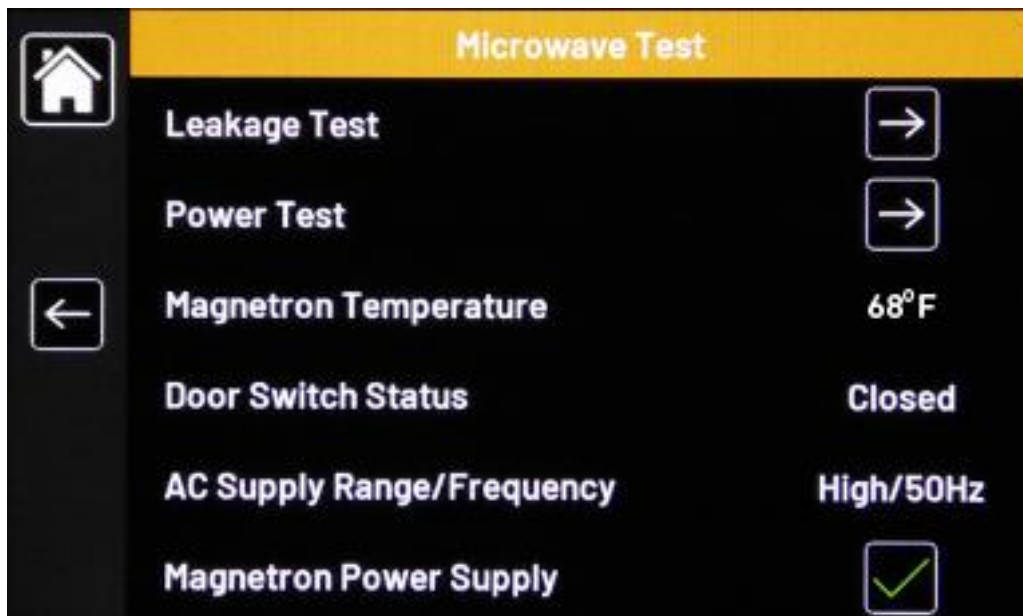 Microwave Test
Leakage Test
Power Test
Magnetron Temperature 68°F
Door Switch Status Closed
AC Supply Range/Frequency High/50Hz
Magnetron Power Supply